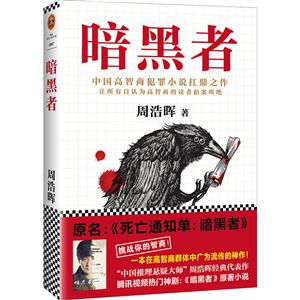 暗黑者
中国高智商犯罪小说扛鼎之作
让所有自认为高智商的读者拍案叫绝
周浩晖 著
原名:《死亡通知单:暗黑者》
挑战你的智商!
一本在高智商群体中广为流传的神作!
“中国推理悬疑大师”周浩晖经典代表作
腾讯视频热门神剧:《暗黑者》原著小说
暗黑者
周浩晖